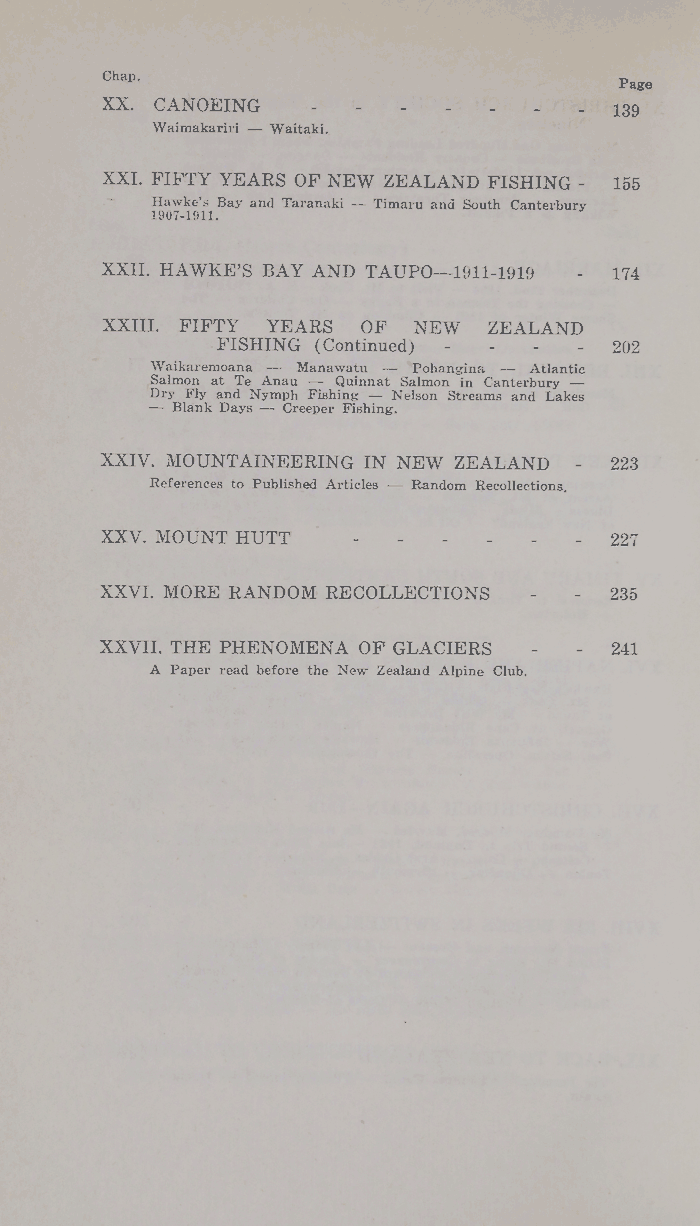 Chap.
Page
XX. CANOEING - - - - - - - 139
Waimakariri — Waitaki.
XXI. FIFTY YEARS OF NEW ZEALAND FISHING - 155
Hawke's Bay and Taranaki -- Timaru and South Canterbury
1907-1911.
XXII. HAWKE'S BAY AND TAUPO—1911-1919 - 174
XXIII. FIFTY YEARS OF NEW ZEALAND
FISHING (Continued) - - - - 202
Waikaremoana — Manawatu — Pohangina — Atlantic
Salmon at Te Anau — Quinnat Salmon in Canterbury —
Dry Fly and Nymph Fishing — Nelson Streams and Lakes
— Blank Days — Creeper Fishing.
XXIV. MOUNTAINEERING IN NEW ZEALAND - 223
References to Published Articles — Random Recollections.
XXV. MOUNT HUTT - - - - - - 227
XXVI. MORE RANDOM RECOLLECTIONS - - 235
XXVII. THE PHENOMENA OF GLACIERS - - 241
A Paper read before the New Zealand Alpine Club.